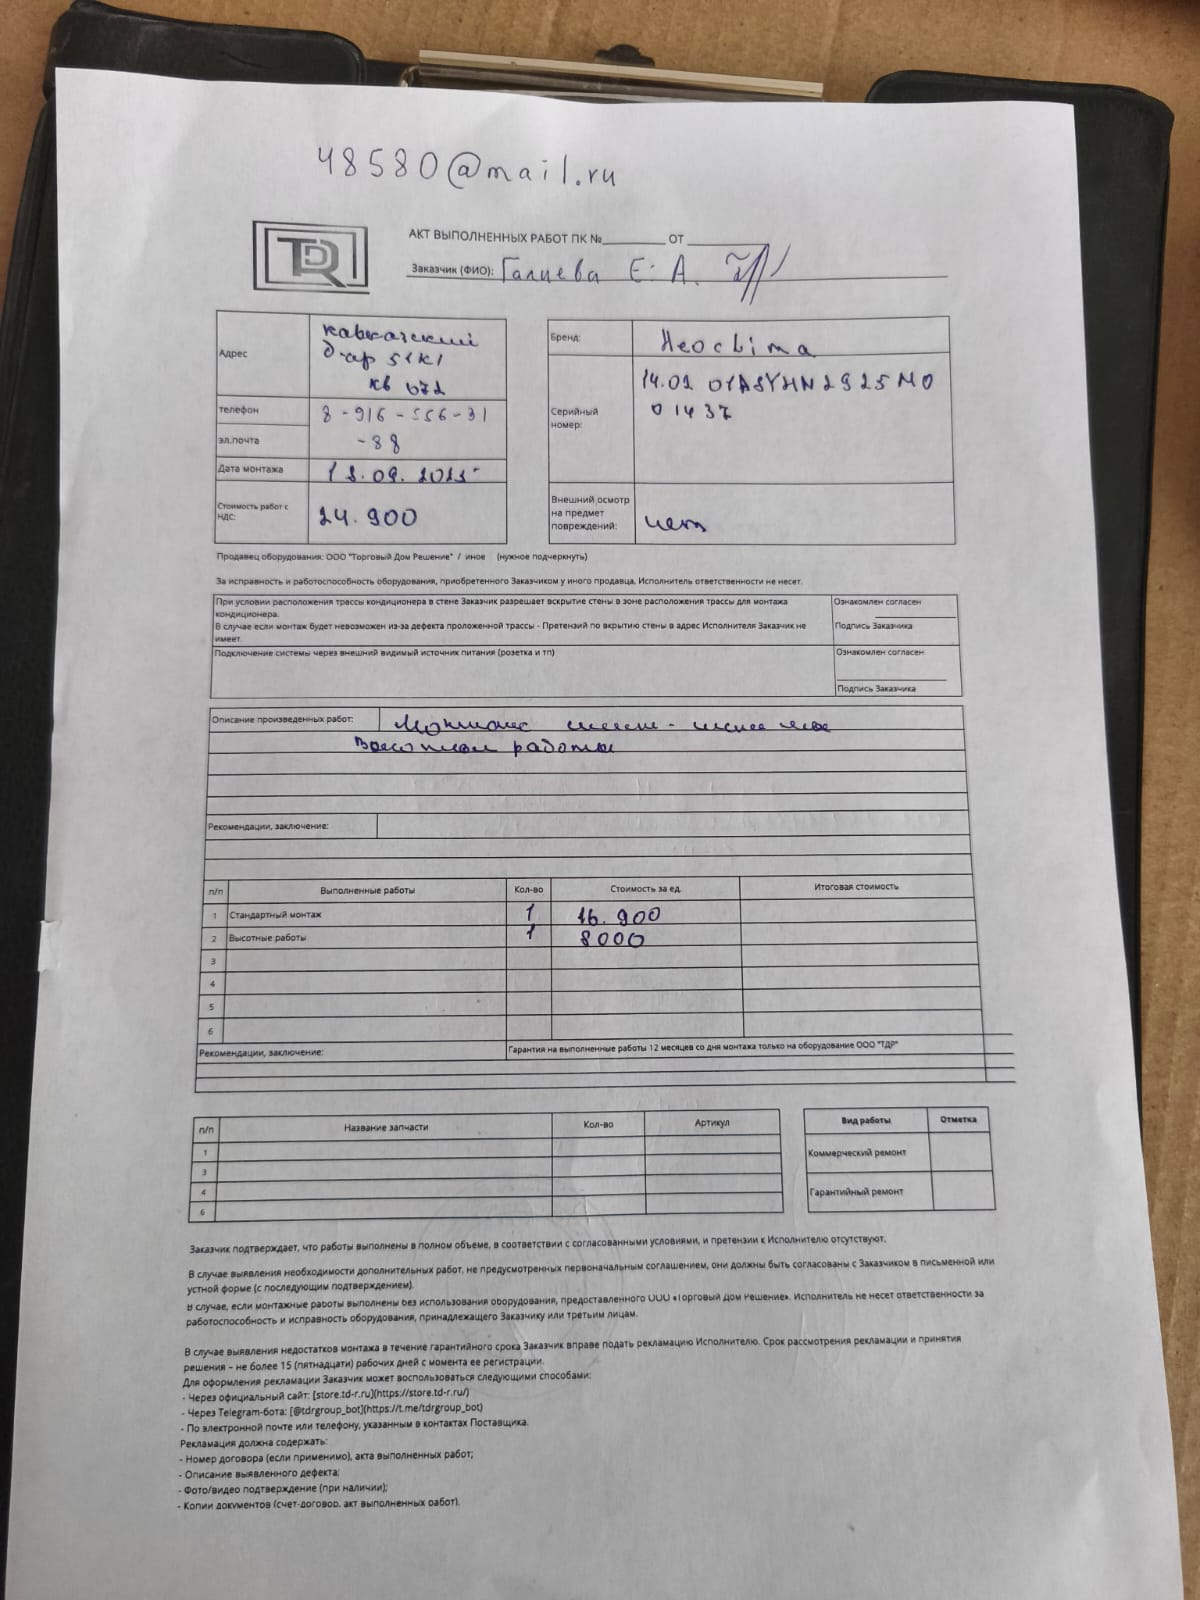 48580@mail.ru
TDR
АКТ ВЫПОЛНЕННЫХ РАБОТ ПК №________ ОТ ________
Заказчик (ФИО): Галиева Е. А.
Адрес
Кавказский
б-ар 51к1
кв 672
телефон
8-916-556-31
-88
эл.почта
Дата монтажа
Стоимость работ с НДС:
24.900
Бренд:
Neoclima
Серийный номер:
14.02 01ASYHN2925M0
01437
Внешний осмотр на предмет повреждений:
нет
Продавец оборудования: ООО "Торговый Дом Решение" / иное (нужное подчеркнуть)
За исправность и работоспособность оборудования, приобретенного Заказчиком у иного продавца, Исполнитель ответственности не несет.
При условии расположения трассы кондиционера в стене Заказчик разрешает вскрытие стены в зоне расположения трассы для монтажа
кондиционера.
В случае если монтаж будет невозможен из-за дефекта проложенной трассы - Претензий по вкрытию стены в адрес Исполнителя Заказчик не
имеет.
Ознакомлен согласен
Подпись Заказчика
Подключение системы через внешний видимый источник питания (розетка и тп)
Ознакомлен согласен
Подпись Заказчика
Описание произведенных работ: Монтаж
Высотные работы
Рекомендации, заключение:
п/п Выполненные работы Кол-во Стоимость за ед. Итоговая стоимость
1 Стандартный монтаж 1 16.900
2 Высотные работы 1 8000
3
4
5
6
Рекомендации, заключение: Гарантия на выполненные работы 12 месяцев со дня монтажа только на оборудование ООО "ТДР"
п/п Название запчасти Кол-во Артикул
1
3
4
6
Вид работы Отметка
Коммерческий ремонт
Гарантийный ремонт
Заказчик подтверждает, что работы выполнены в полном объеме, в соответствии с согласованными условиями, и претензии к Исполнителю отсутствуют.
В случае выявления необходимости дополнительных работ, не предусмотренных первоначальным соглашением, они должны быть согласованы с Заказчиком в письменной или
устной форме (с последующим подтверждением).
В случае, если монтажные работы выполнены без использования оборудования, предоставленного ООО «Торговый Дом Решение». Исполнитель не несет ответственности за
работоспособность и исправность оборудования, принадлежащего Заказчику или третьим лицам.
В случае выявления недостатков монтажа в течение гарантийного срока Заказчик вправе подать рекламацию Исполнителю. Срок рассмотрения рекламации и принятия
решения – не более 15 (пятнадцати) рабочих дней с момента ее регистрации.
Для оформления рекламации Заказчик может воспользоваться следующими способами:
- Через официальный сайт: [store.td-r.ru](https://store.td-r.ru/)
- Через Telegram-бота: [@tdrgroup_bot](https://t.me/tdrgroup_bot)
- По электронной почте или телефону, указанным в контактах Поставщика.
Рекламация должна содержать:
- Номер договора (если применимо), акта выполненных работ;
- Описание выявленного дефекта;
- Фото/видео подтверждение (при наличии);
- Копии документов (счет-договор, акт выполненных работ).